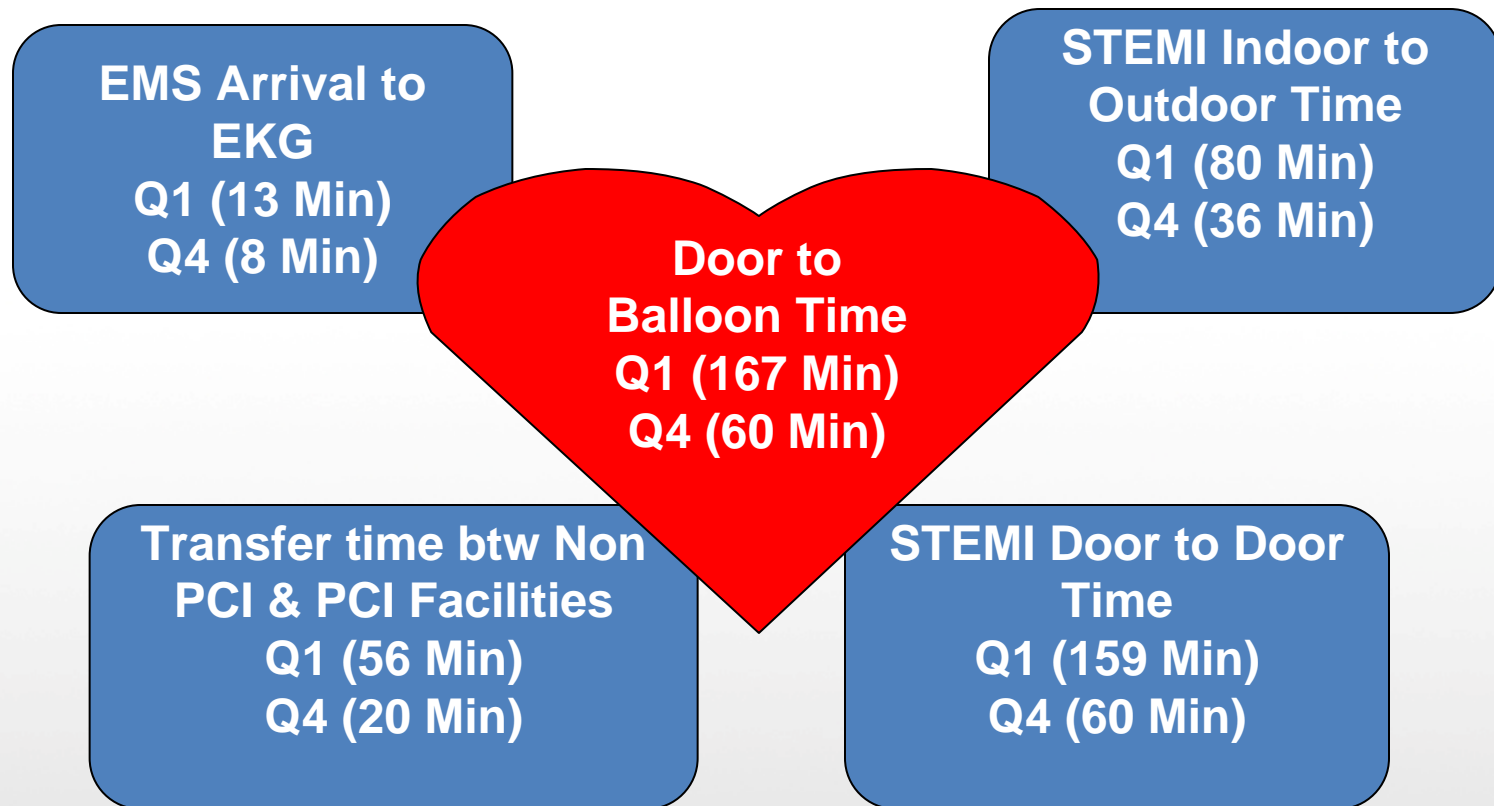 EMS Arrival to
EKG
Q1 (13 Min)
Q4 (8 Min)
STEMI Indoor to
Outdoor Time
Q1 (80 Min)
Q4 (36 Min)
Door to
Balloon Time
Q1 (167 Min)
Q4 (60 Min)
Transfer time btw Non
PCI & PCI Facilities
Q1 (56 Min)
Q4 (20 Min)
STEMI Door to Door
Time
Q1 (159 Min)
Q4 (60 Min)